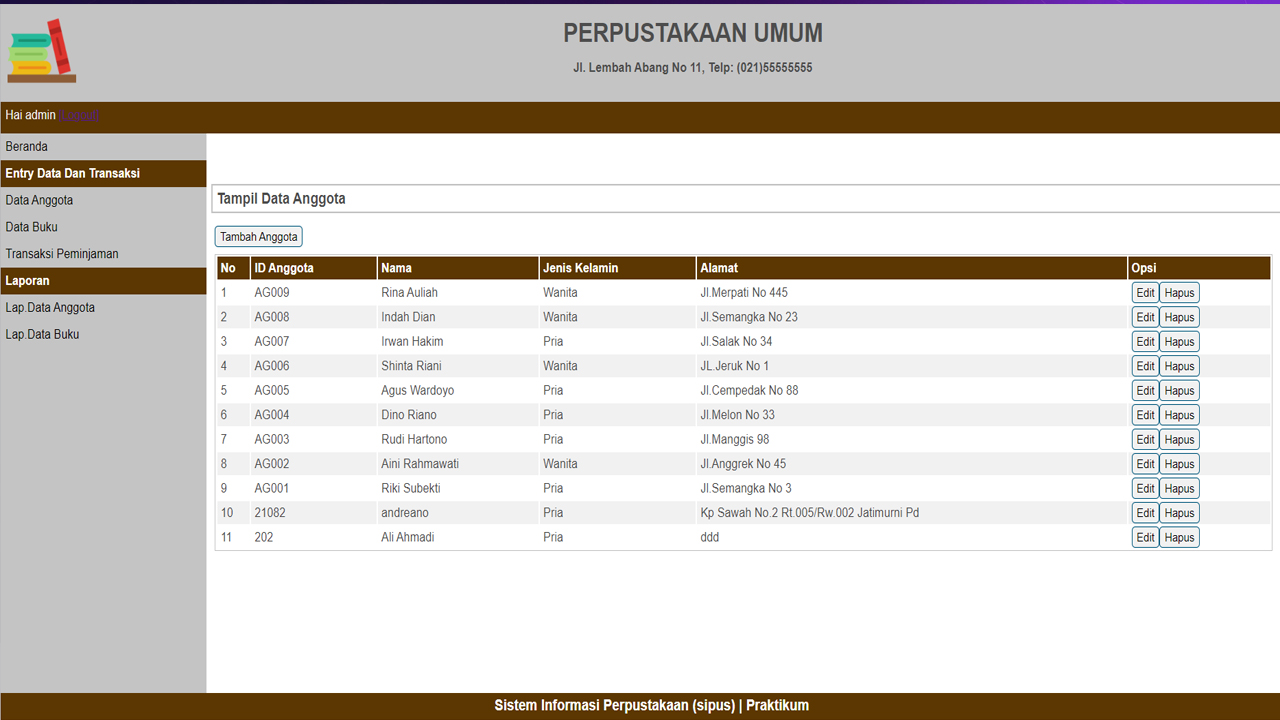 PERPUSTAKAAN UMUM
Jl. Lembah Abang No 11, Telp: (021)55555555
Hai admin Logout
Beranda
Entry Data Dan Transaksi
Data Anggota
Data Buku
Transaksi Peminjaman
Laporan
Lap.Data Anggota
Lap.Data Buku
Tampil Data Anggota
Tambah Anggota
No ID Anggota Nama Jenis Kelamin Alamat Opsi
1 AG009 Rina Auliah Wanita Jl.Merpati No 445 Edit Hapus
2 AG008 Indah Dian Wanita Jl.Semangka No 23 Edit Hapus
3 AG007 Irwan Hakim Pria Jl.Salak No 34 Edit Hapus
4 AG006 Shinta Riani Wanita JL.Jeruk No 1 Edit Hapus
5 AG005 Agus Wardoyo Pria Jl.Cempedak No 88 Edit Hapus
6 AG004 Dino Riano Pria Jl.Melon No 33 Edit Hapus
7 AG003 Rudi Hartono Pria Jl.Manggis 98 Edit Hapus
8 AG002 Aini Rahmawati Wanita Jl.Anggrek No 45 Edit Hapus
9 AG001 Riki Subekti Pria Jl.Semangka No 3 Edit Hapus
10 21082 andreano Pria Kp Sawah No.2 Rt.005/Rw.002 Jatimurni Pd Edit Hapus
11 202 Ali Ahmadi Pria ddd Edit Hapus
Sistem Informasi Perpustakaan (sipus) | Praktikum